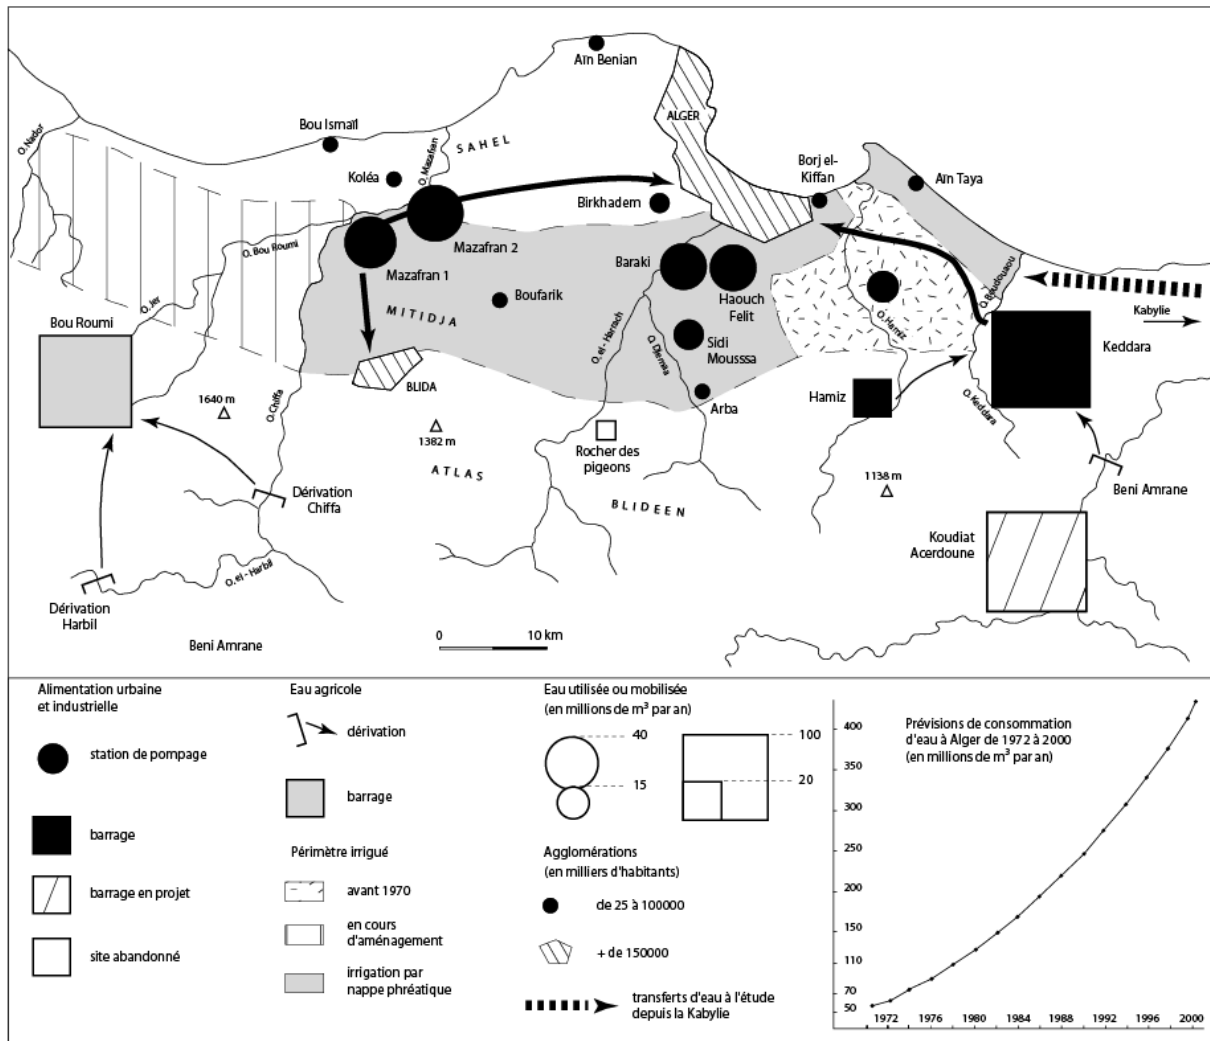 Aïn Benian
ALGER
Bou Ismaïl
SAHEL
O. Nador
O. Mazafran
Koléa
Borj el-
Kiffan
Aïn Taya
Birkhadem
Mazafran 2
O. Bou Roumi
Mazafran 1
Baraki
Haouch
Felit
O. Boudouaou
Kabylie
Boufarik
MITIDJA
O. Jer
Bou Roumi
O. el-Harrach
O. Djemila
O. Hamiz
Sidi
Mousssa
Keddara
BLIDA
O. Chiffa
1640 m
Arba
Hamiz
O. Keddara
1382 m
Rocher des
pigeons
ATLAS
BLIDEEN
1138 m
Beni Amrane
Dérivation
Chiffa
Koudiat
Acerdoune
O. el-Harbil
Dérivation
Harbil
Beni Amrane
0 10 km
Alimentation urbaine
et industrielle
station de pompage
barrage
barrage en projet
site abandonné
Eau agricole
dérivation
barrage
Périmètre irrigué
avant 1970
en cours
d'aménagement
irrigation par
nappe phréatique
Eau utilisée ou mobilisée
(en millions de m³ par an)
40
15
100
20
Agglomérations
(en milliers d'habitants)
de 25 à 100000
+ de 150000
transferts d'eau à l'étude
depuis la Kabylie
Prévisions de consommation
d'eau à Alger de 1972 à 2000
(en millions de m³ par an)
400
350
300
250
200
150
110
70
50
1972 1976 1980 1984 1988 1992 1996 2000